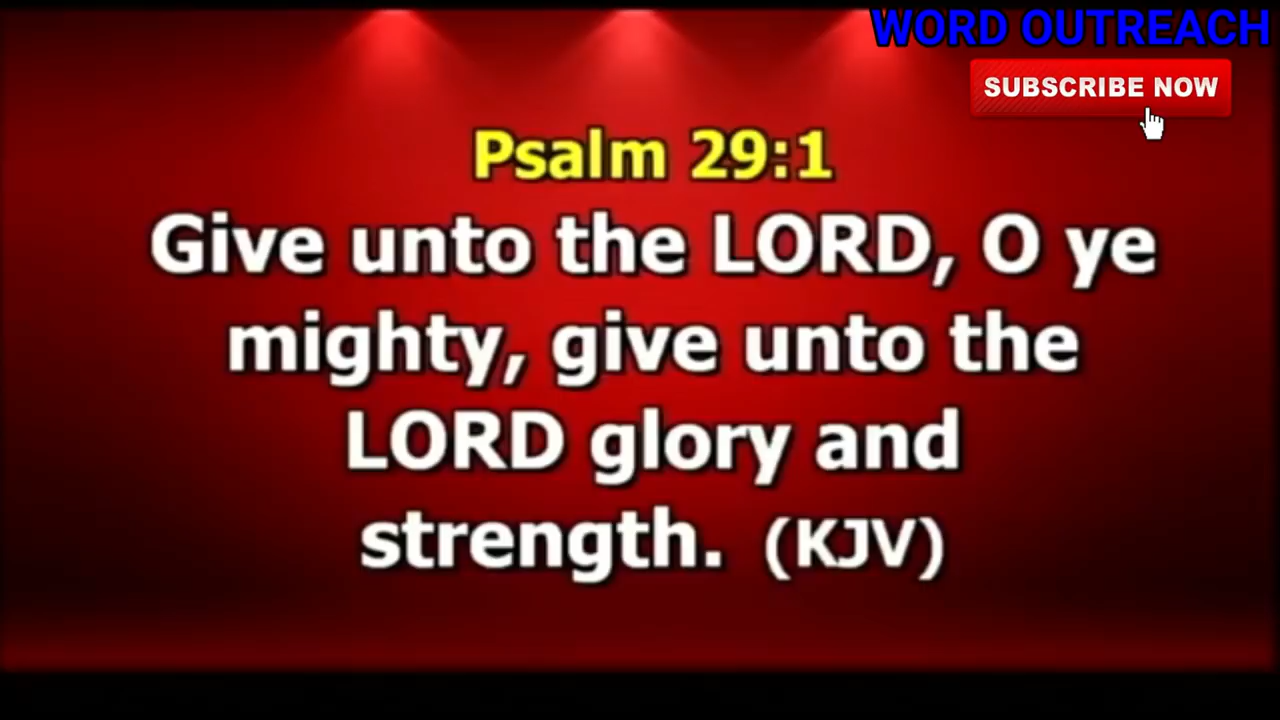 WORD OUTREACH
SUBSCRIBE NOW
Psalm 29:1
Give unto the LORD, O ye
mighty, give unto the
LORD glory and
strength. (KJV)